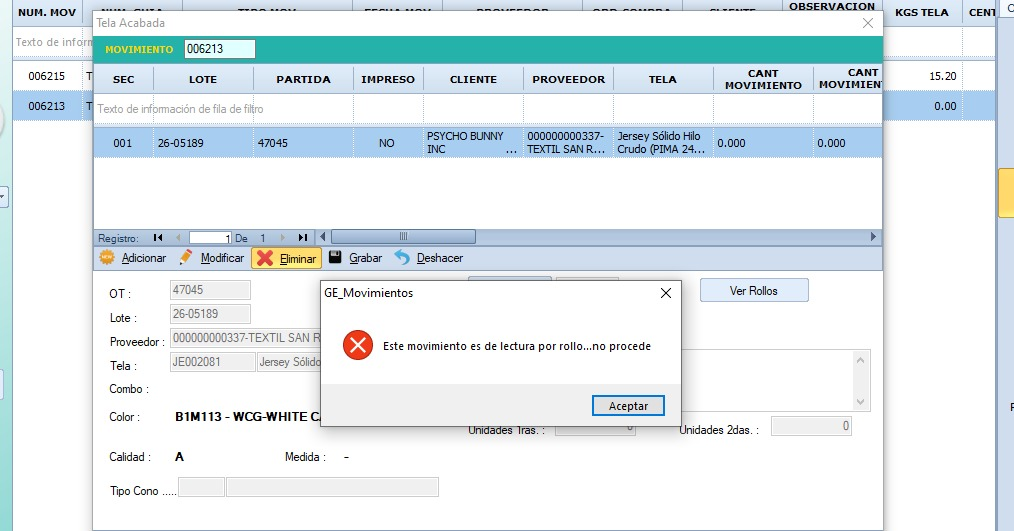 NUM. MOV NUM. GUIA TIPO MOV FECHA MOV PROVEEDOR ORD COMPRA CLIENTE OBSERVACION KGS TELA CENT
Texto de inform
Tela Acabada
MOVIMIENTO 006213
SEC LOTE PARTIDA IMPRESO CLIENTE PROVEEDOR TELA CANT MOVIMIENTO CANT MOVIMIEN
Texto de información de fila de filtro
006215 T 15.20
006213 T 0.00
001 26-05189 47045 NO PSYCHO BUNNY INC ... 000000000337-TEXTIL SAN R... Jersey Sólido Hilo Crudo (PIMA 24... 0.000 0.000
Registro: 1 De 1
Adicionar Modificar Eliminar Grabar Deshacer
OT : 47045
Ver Rollos
Lote : 26-05189
Proveedor : 000000000337-TEXTIL SAN R
Tela : JE002081 Jersey Sólido
Combo :
Color : B1M113 - WCG-WHITE CA
GE_Movimientos
Este movimiento es de lectura por rollo...no procede
Aceptar
Unidades 1ras. : 0 Unidades 2das. : 0
Calidad : A Medida : -
Tipo Cono .....